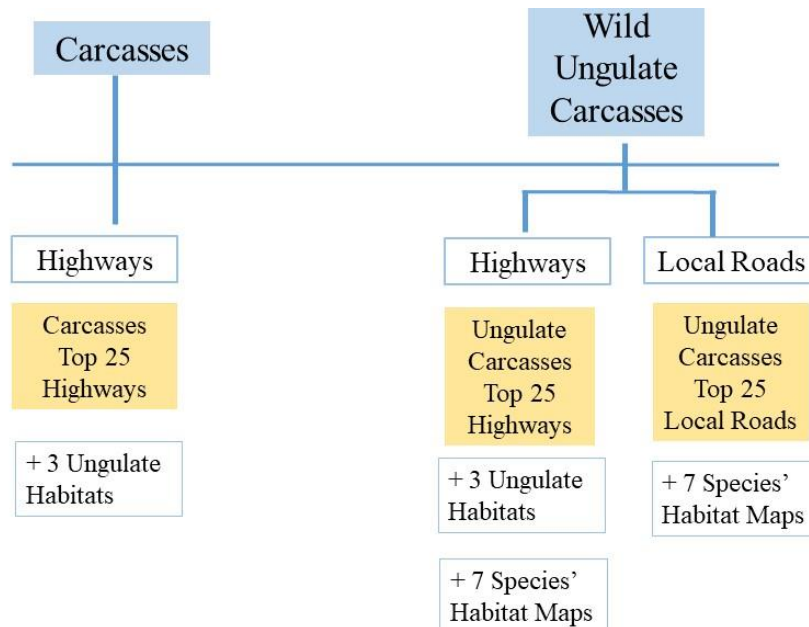 Carcasses
Wild
Ungulate
Carcasses
Highways
Carcasses
Top 25
Highways
+ 3 Ungulate
Habitats
Highways
Ungulate
Carcasses
Top 25
Highways
+ 3 Ungulate
Habitats
+ 7 Species’
Habitat Maps
Local Roads
Ungulate
Carcasses
Top 25
Local Roads
+ 7 Species’
Habitat Maps